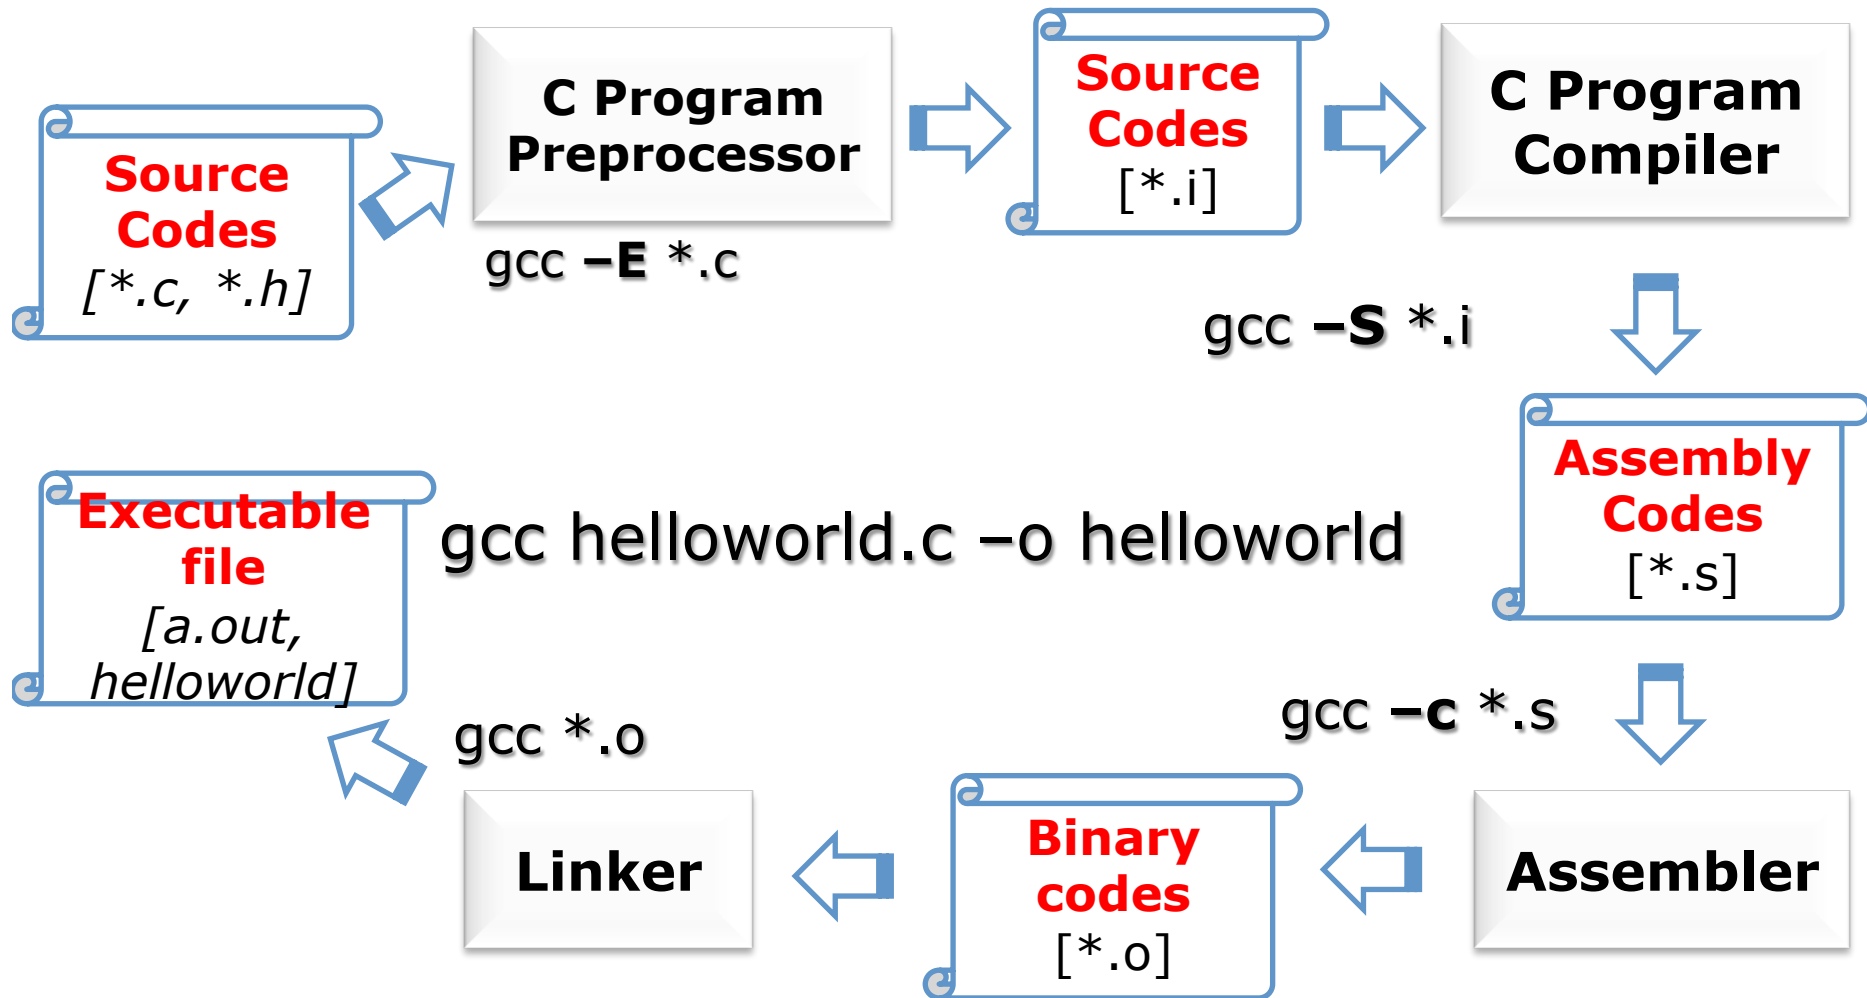 Source
Codes
[*.c, *.h]
C Program
Preprocessor
gcc –E *.c
Source
Codes
[*.i]
C Program
Compiler
gcc –S *.i
Assembly
Codes
[*.s]
gcc –c *.s
Assembler
Binary
codes
[*.o]
Linker
gcc *.o
Executable
file
[a.out,
helloworld]
gcc helloworld.c –o helloworld